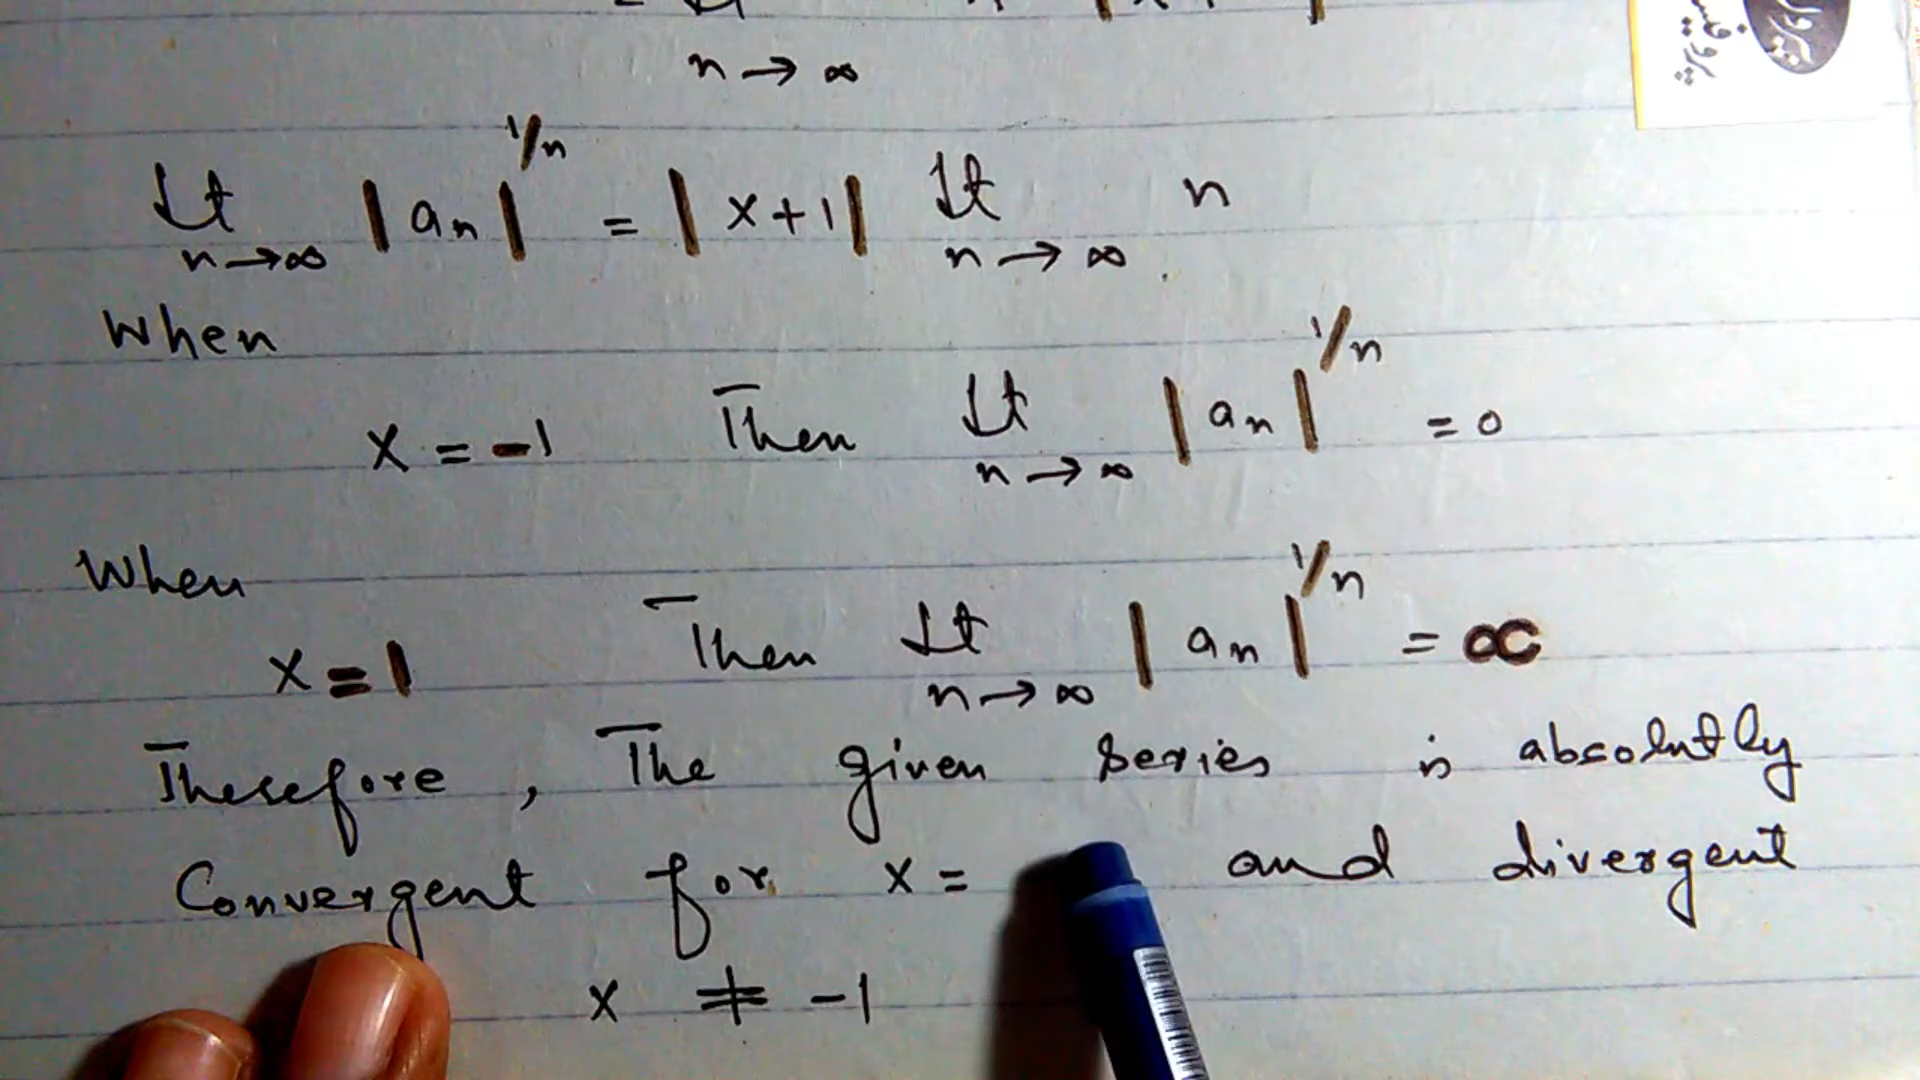 n → ∞
Lt n→∞ |an|^1/n = |x+1| Lt n→∞ n
When
x = -1 Then Lt n→∞ |an|^1/n = 0
When
x = 1 Then Lt n→∞ |an|^1/n = ∞
Therefore, The given series is absolutly
Convergent for x = and divergent
x ≠ -1